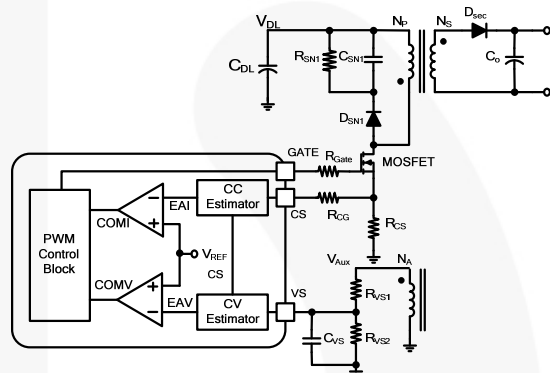 V_DL N_P N_S D_sec
C_DL R_SN1 C_SN1 C_o
D_SN1
GATE R_Gate MOSFET
CS R_CG R_CS
PWM Control Block
COMI EAI CC Estimator
V_REF
CS
COMV EAV CV Estimator
VS
V_Aux N_A
R_VS1
C_VS R_VS2